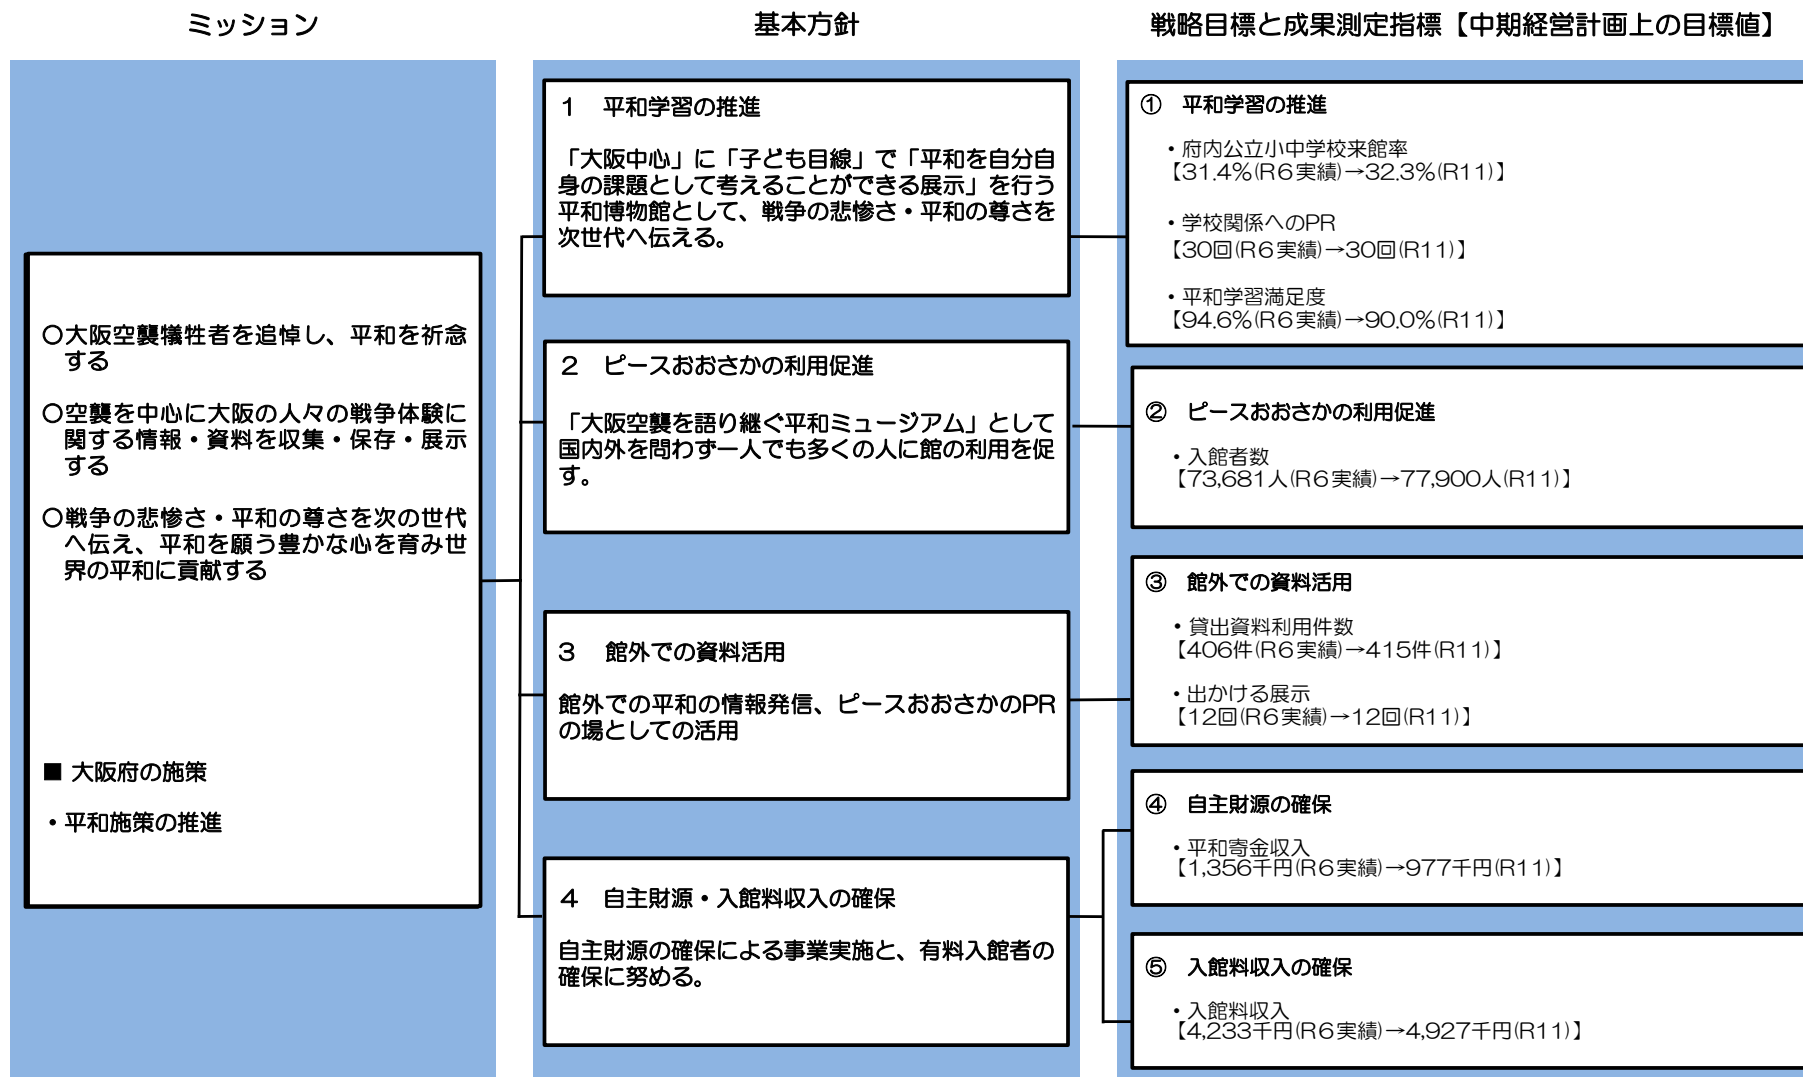 ミッション
基本方針
戦略目標と成果測定指標【中期経営計画上の目標値】
〇大阪空襲犠牲者を追悼し、平和を祈念
する
〇空襲を中心に大阪の人々の戦争体験に
関する情報・資料を収集・保存・展示
する
〇戦争の悲惨さ・平和の尊さを次の世代
へ伝え、平和を願う豊かな心を育み世
界の平和に貢献する
■ 大阪府の施策
・平和施策の推進
1 平和学習の推進
「大阪中心」に「子ども目線」で「平和を自分自
身の課題として考えることができる展示」を行う
平和博物館として、戦争の悲惨さ・平和の尊さを
次世代へ伝える。
2 ピースおおさかの利用促進
「大阪空襲を語り継ぐ平和ミュージアム」として
国内外を問わず一人でも多くの人に館の利用を促
す。
3 館外での資料活用
館外での平和の情報発信、ピースおおさかのPR
の場としての活用
4 自主財源・入館料収入の確保
自主財源の確保による事業実施と、有料入館者の
確保に努める。
① 平和学習の推進
・府内公立小中学校来館率
【31.4%(R6実績)→32.3%(R11)】
・学校関係へのPR
【30回(R6実績)→30回(R11)】
・平和学習満足度
【94.6%(R6実績)→90.0%(R11)】
② ピースおおさかの利用促進
・入館者数
【73,681人(R6実績)→77,900人(R11)】
③ 館外での資料活用
・貸出資料利用件数
【406件(R6実績)→415件(R11)】
・出かける展示
【12回(R6実績)→12回(R11)】
④ 自主財源の確保
・平和寄金収入
【1,356千円(R6実績)→977千円(R11)】
⑤ 入館料収入の確保
・入館料収入
【4,233千円(R6実績)→4,927千円(R11)】